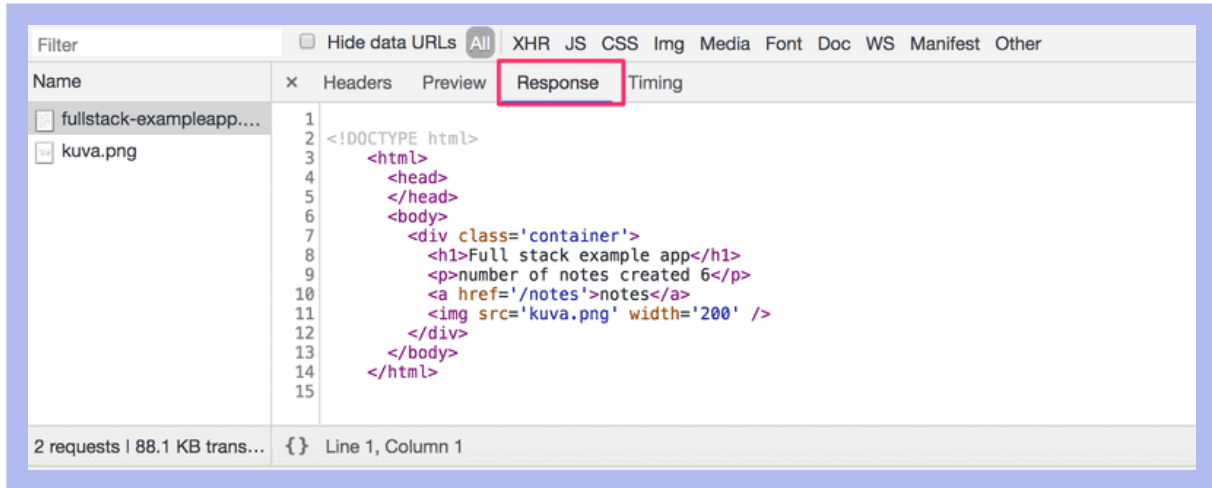 Filter Hide data URLs All XHR JS CSS Img Media Font Doc WS Manifest Other
Name × Headers Preview Response Timing
fullstack-exampleapp....
kuva.png
1
2 <!DOCTYPE html>
3 <html>
4 <head>
5 </head>
6 <body>
7 <div class='container'>
8 <h1>Full stack example app</h1>
9 <p>number of notes created 6</p>
10 <a href='/notes'>notes</a>
11 <img src='kuva.png' width='200' />
12 </div>
13 </body>
14 </html>
15
2 requests | 88.1 KB trans... {} Line 1, Column 1